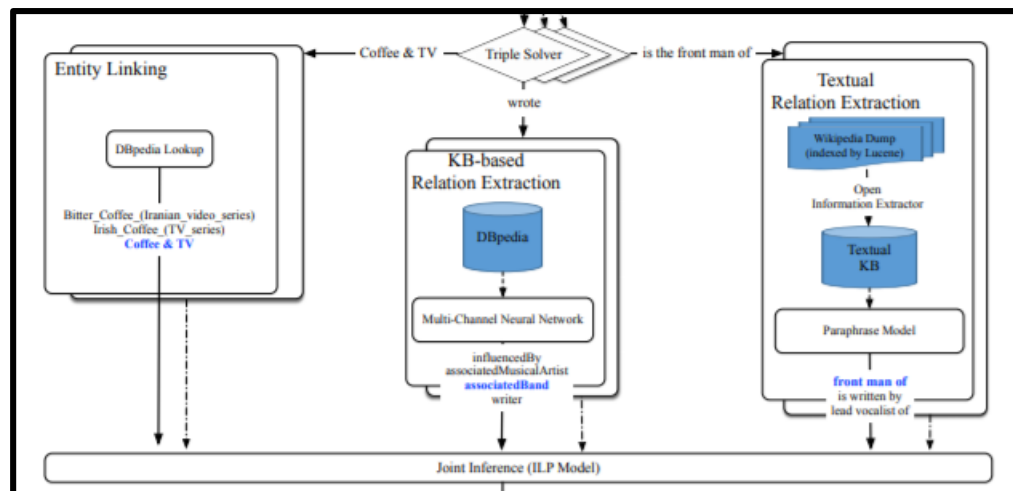 Coffee & TV
Triple Solver
is the front man of
wrote
Entity Linking
DBpedia Lookup
Bitter_Coffee_(Iranian_video_series)
Irish_Coffee_(TV_series)
Coffee & TV
KB-based
Relation Extraction
DBpedia
Multi-Channel Neural Network
influencedBy
associatedMusicalArtist
associatedBand
writer
Textual
Relation Extraction
Wikipedia Dump
(indexed by Lucene)
Open
Information Extractor
Textual
KB
Paraphrase Model
front man of
is written by
lead vocalist of
Joint Inference (ILP Model)